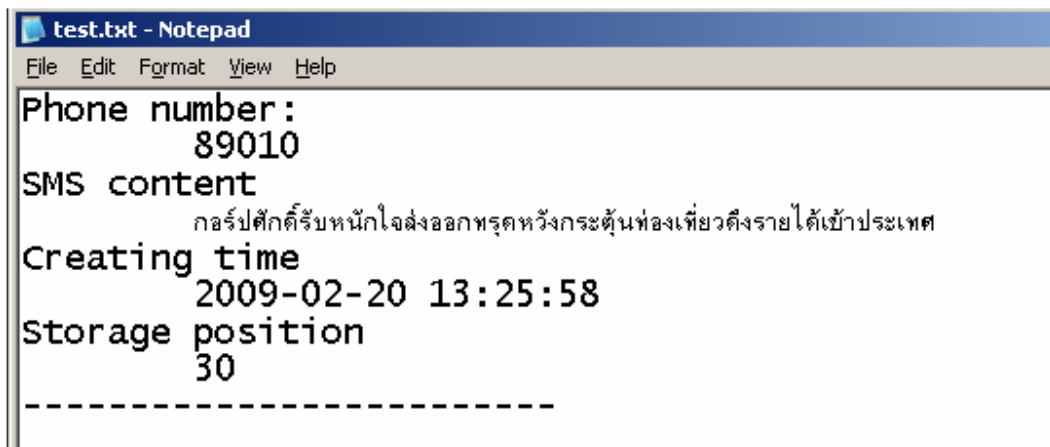 test.txt - Notepad
File Edit Format View Help
Phone number:
89010
SMS content
กอร์ปศักดิ์รับหนักใจส่งออกทรุดหวังกระตุ้นท่องเที่ยวดึงรายได้เข้าประเทศ
Creating time
2009-02-20 13:25:58
Storage position
30
-------------------------